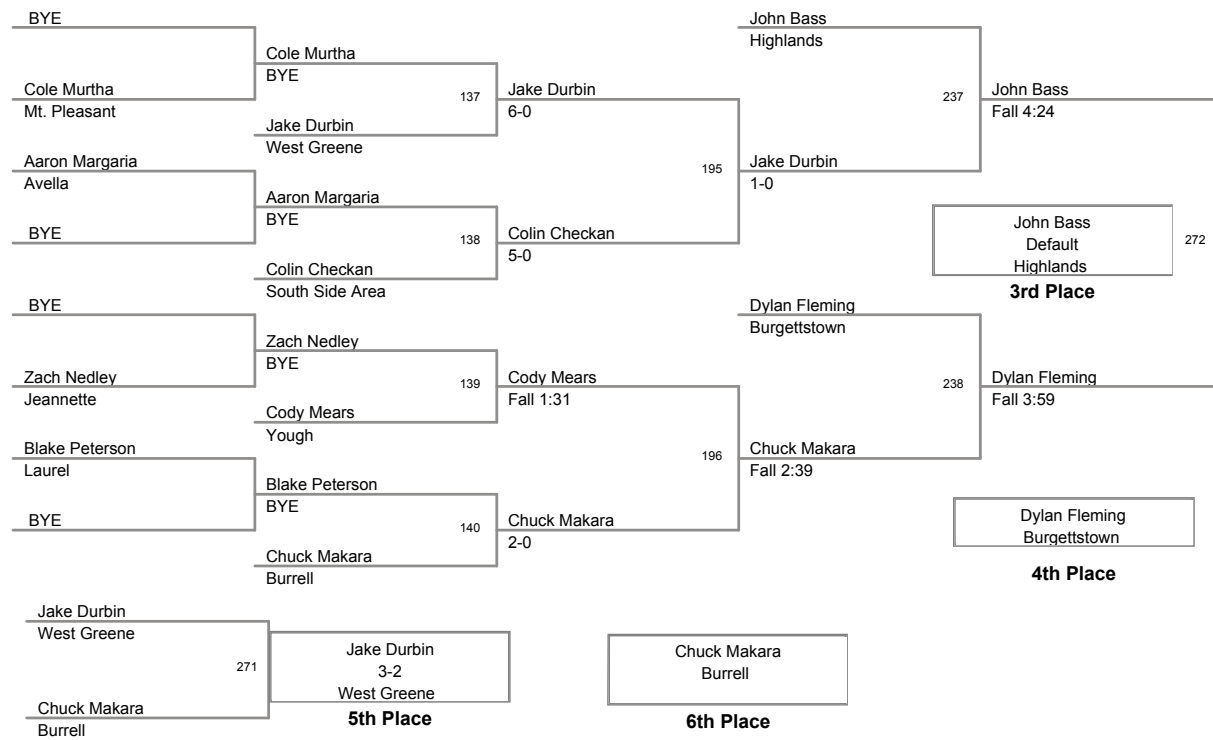 BYE
Cole Murtha
BYE
Cole Murtha
Mt. Pleasant
137
Jake Durbin
6-0
Jake Durbin
West Greene
Aaron Margaria
Avella
Aaron Margaria
BYE
BYE
138
Colin Checkan
5-0
Colin Checkan
South Side Area
195
Jake Durbin
1-0
John Bass
Highlands
237
John Bass
Fall 4:24
John Bass
Default
Highlands
272
3rd Place
BYE
Zach Nedley
BYE
Zach Nedley
Jeannette
139
Cody Mears
Fall 1:31
Cody Mears
Yough
Blake Peterson
Laurel
Blake Peterson
BYE
BYE
140
Chuck Makara
2-0
Chuck Makara
Burrell
196
Chuck Makara
Fall 2:39
Dylan Fleming
Burgettstown
238
Dylan Fleming
Fall 3:59
Dylan Fleming
Burgettstown
4th Place
Jake Durbin
West Greene
271
Chuck Makara
Burrell
Jake Durbin
3-2
West Greene
5th Place
Chuck Makara
Burrell
6th Place